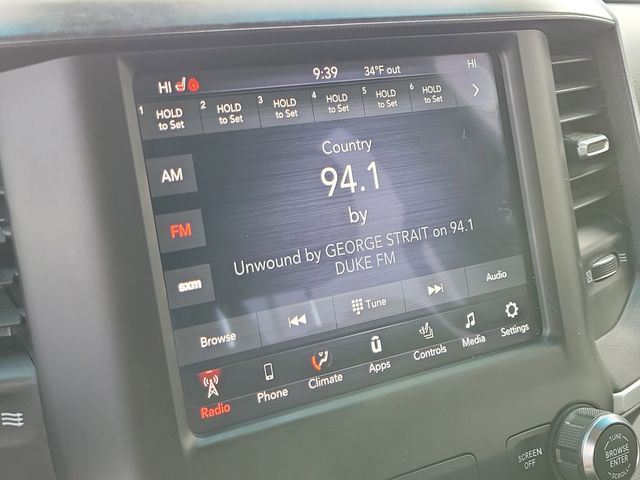 HI 9:39 34°F out HI
1 HOLD to Set 2 HOLD to Set 3 HOLD to Set 4 HOLD to Set 5 HOLD to Set 6 HOLD to Set
Country
AM
94.1
by
FM
Unwound by GEORGE STRAIT on 94.1
DUKE FM
sxm
Browse Tune Audio
Radio Phone Climate Apps Controls Media Settings
SCREEN
OFF
TUNE
BROWSE
ENTER
SCROLL